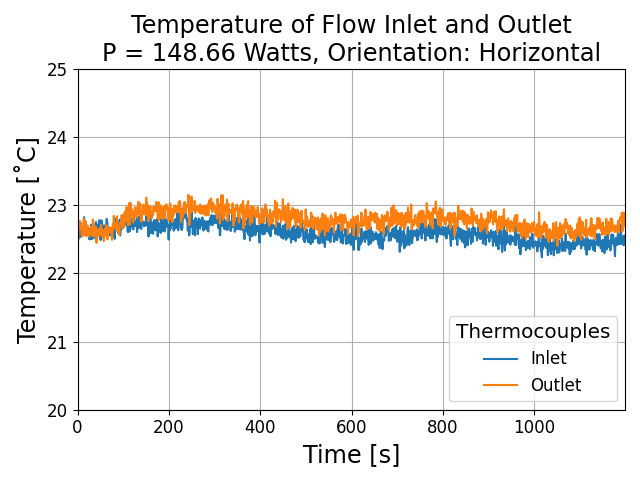 Temperature of Flow Inlet and Outlet
P = 148.66 Watts, Orientation: Horizontal
25
24
23
22
21
20
Temperature [˚C]
0
200
400
600
800
1000
Time [s]
Thermocouples
Inlet
Outlet